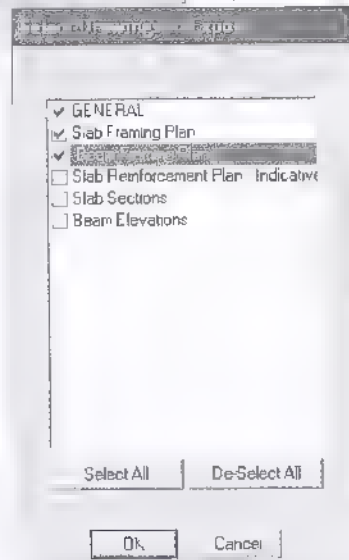 GENERAL
Slab Framing Plan
Slab Reinforcement Plan Indicative
Slab Sections
Beam Elevations
Select All De-Select All
Ok Cancel